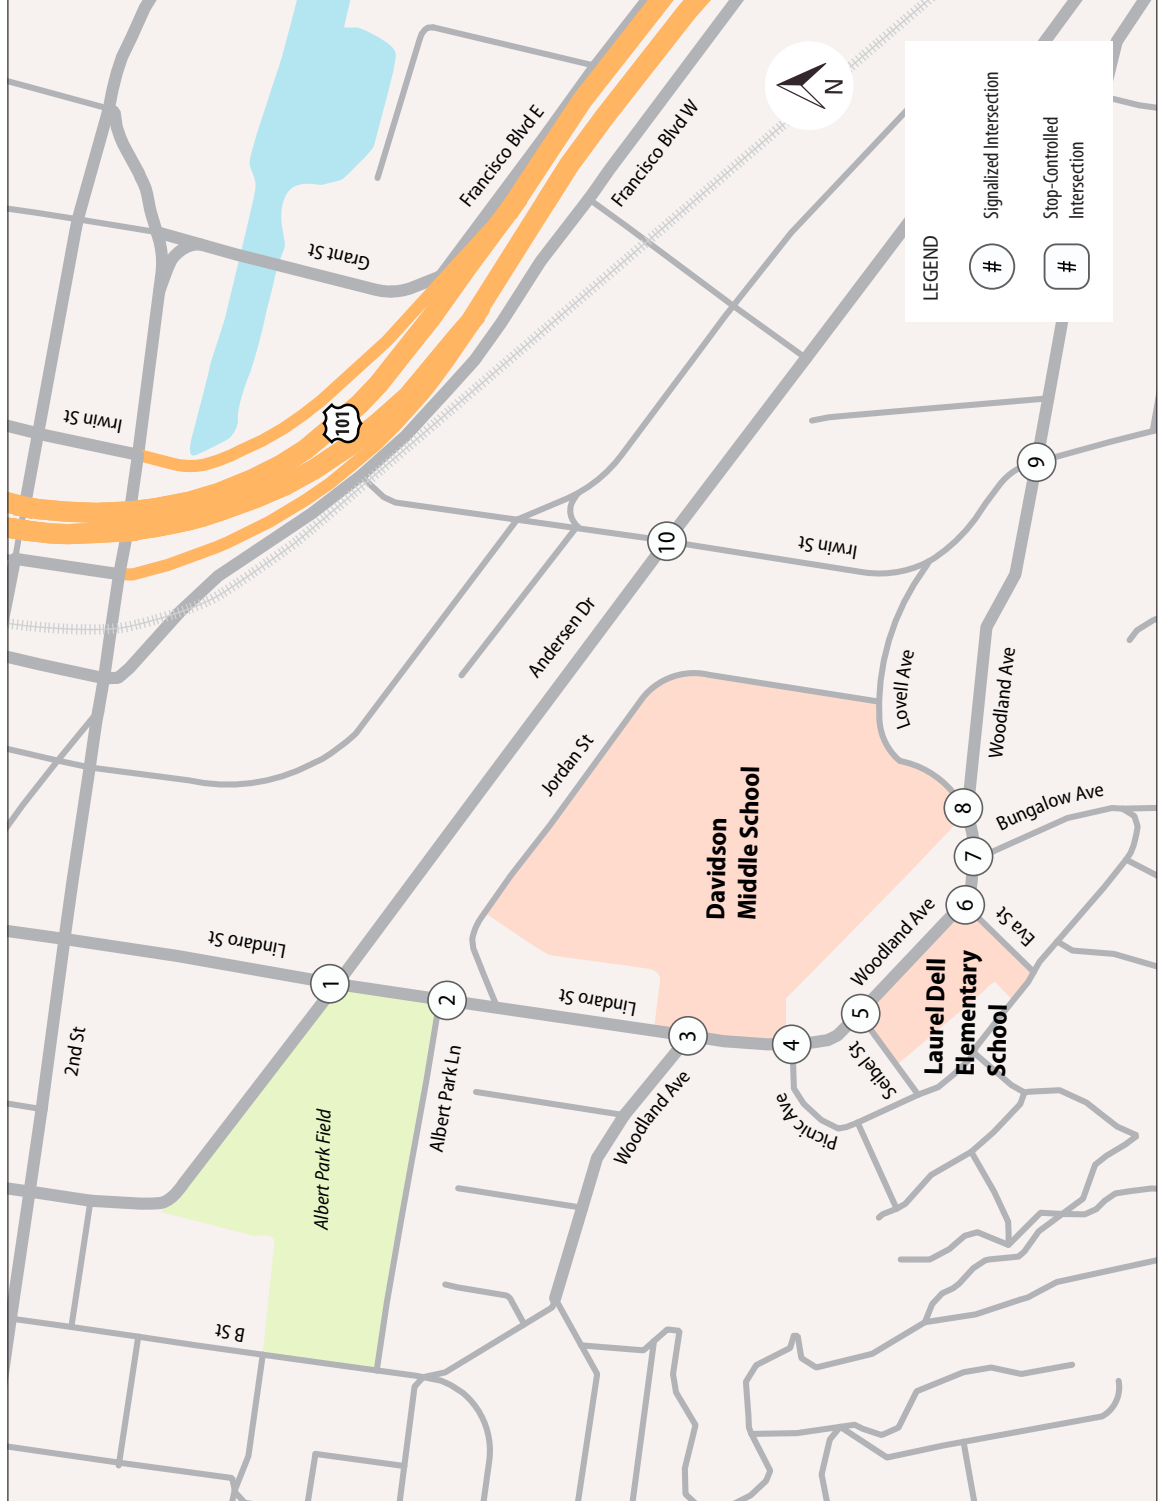 Irwin St
Grant St
Francisco Blvd E
Francisco Blvd W
N
LEGEND
# Signalized Intersection
# Stop-Controlled
Intersection
101
2nd St
Lindaro St
Andersen Dr
10
Irwin St
Jordan St
Lovell Ave
Woodland Ave
9
1
2
Lindaro St
Davidson
Middle School
8
Bungalow Ave
7
6
Eva St
Woodland Ave
5
Laurel Dell
Elementary
School
Seibel St
4
3
Picnic Ave
Woodland Ave
Albert Park Ln
Albert Park Field
B St